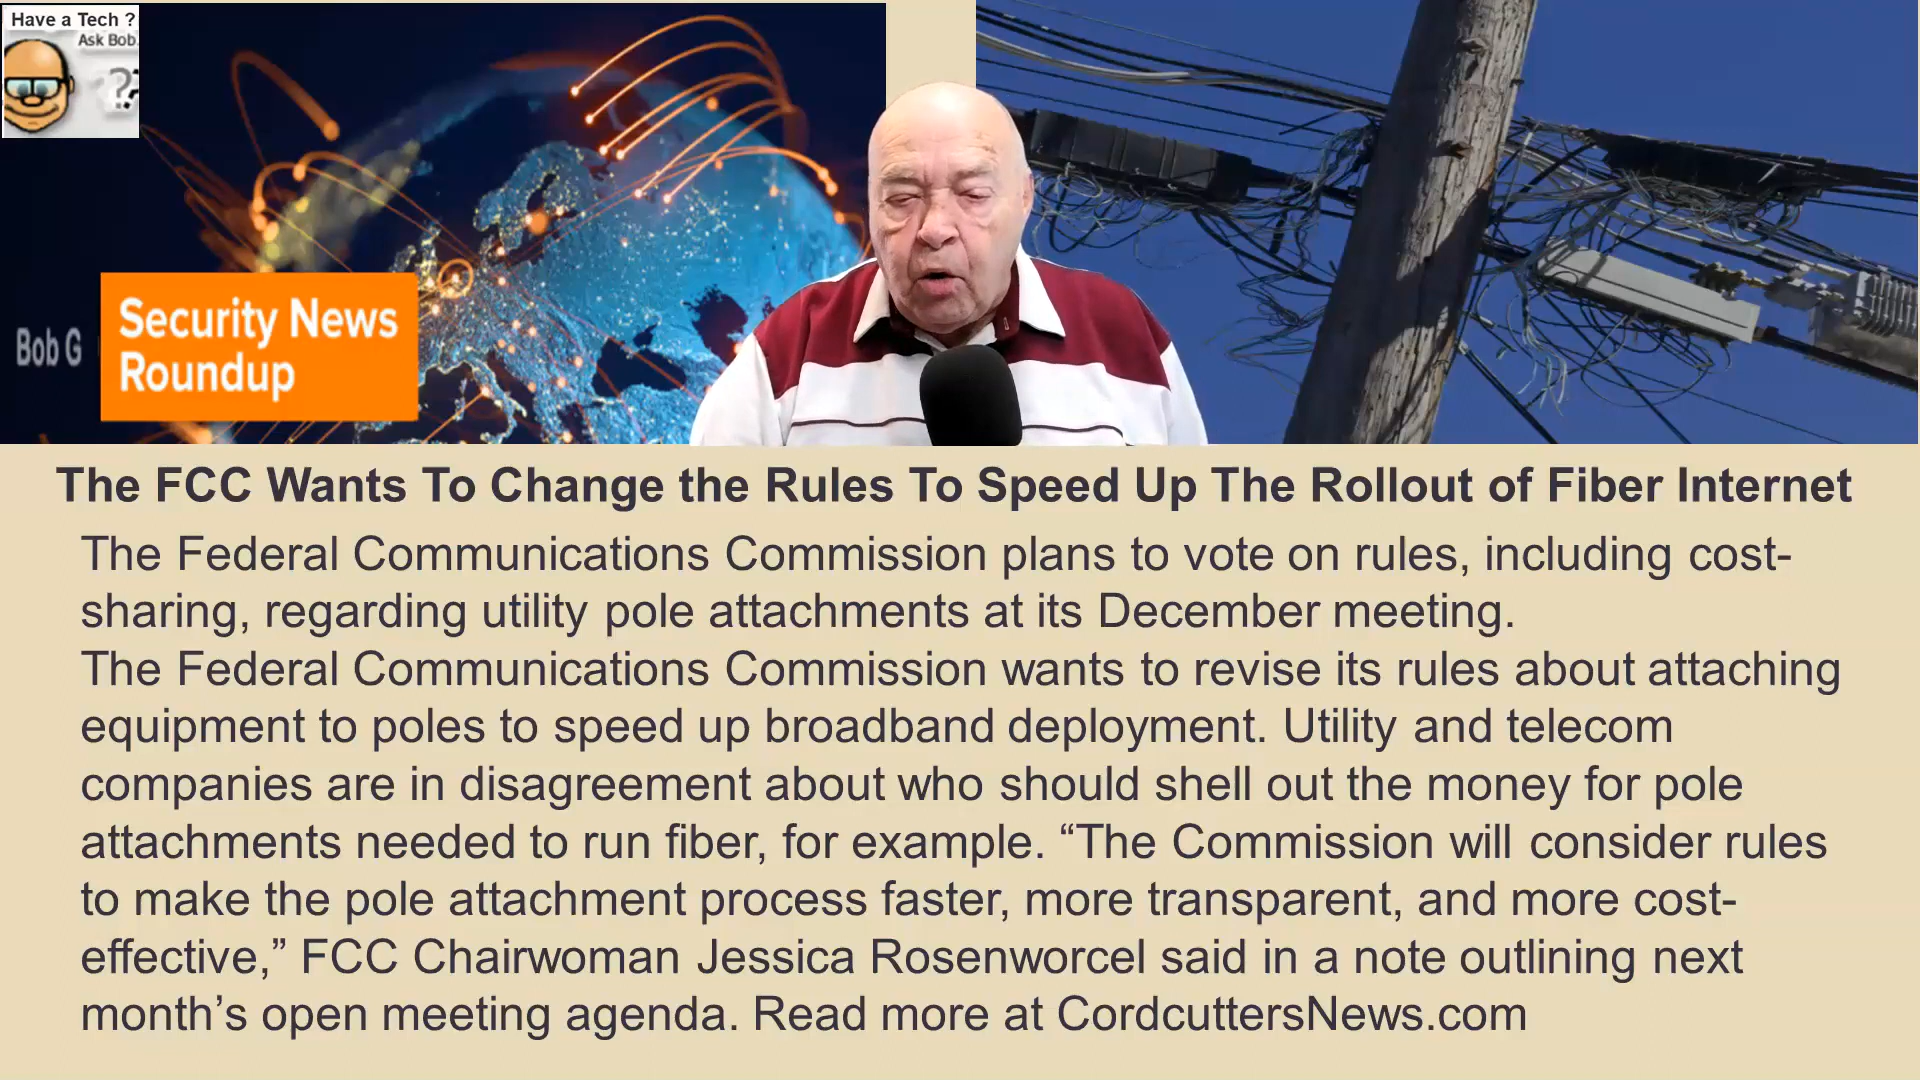 Have a Tech ?
Ask Bob.
??
Bob G
Security News
Roundup
The FCC Wants To Change the Rules To Speed Up The Rollout of Fiber Internet
The Federal Communications Commission plans to vote on rules, including cost-
sharing, regarding utility pole attachments at its December meeting.
The Federal Communications Commission wants to revise its rules about attaching
equipment to poles to speed up broadband deployment. Utility and telecom
companies are in disagreement about who should shell out the money for pole
attachments needed to run fiber, for example. “The Commission will consider rules
to make the pole attachment process faster, more transparent, and more cost-
effective,” FCC Chairwoman Jessica Rosenworcel said in a note outlining next
month’s open meeting agenda. Read more at CordcuttersNews.com